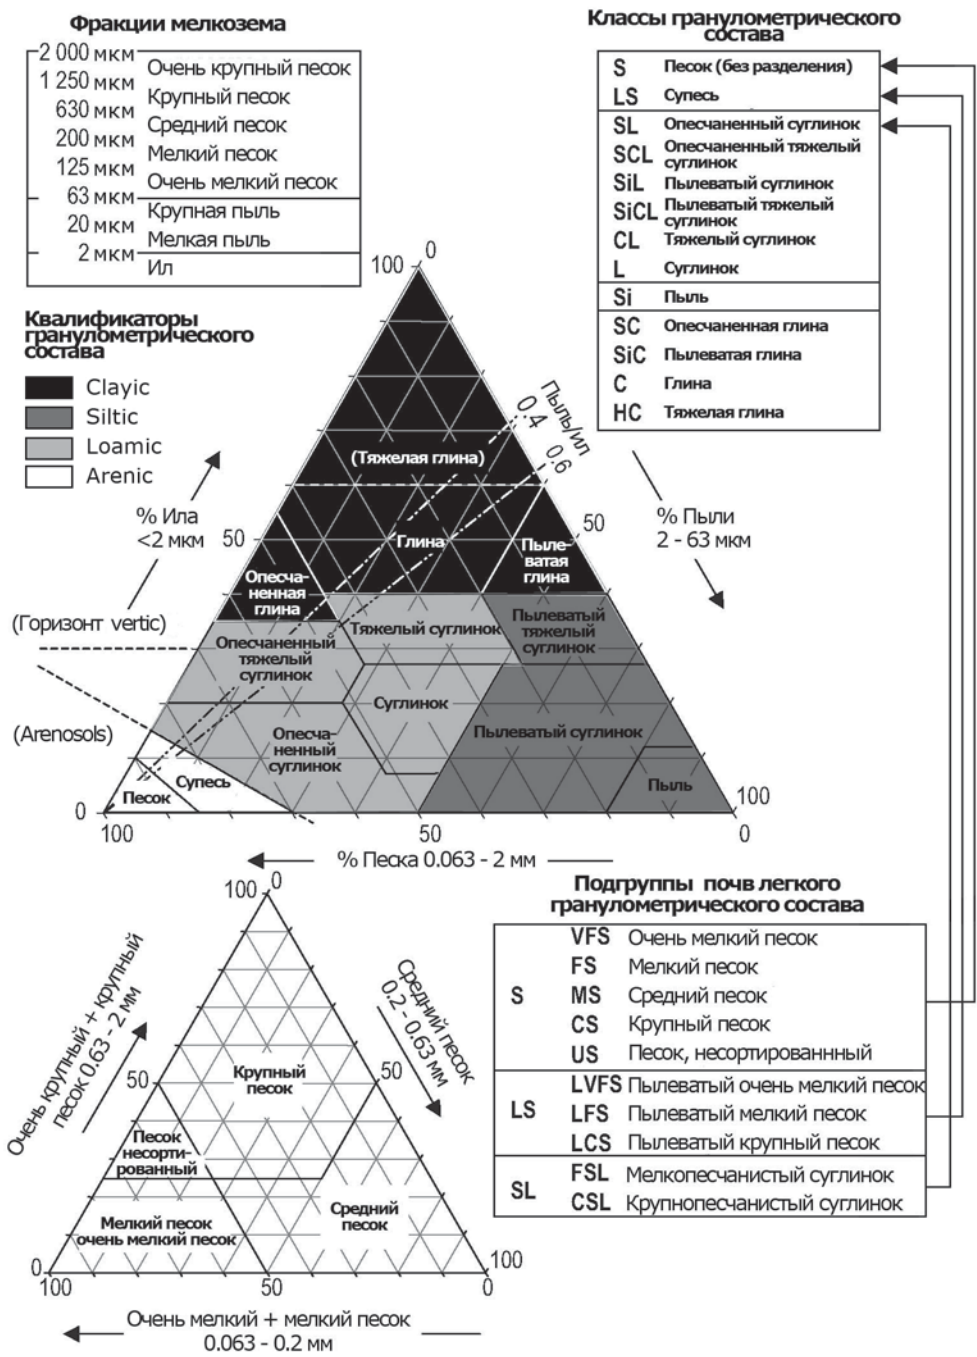 Фракции мелкозема
2 000 мкм
Очень крупный песок
1 250 мкм
Крупный песок
630 мкм
Средний песок
200 мкм
Мелкий песок
125 мкм
Очень мелкий песок
63 мкм
Крупная пыль
20 мкм
Мелкая пыль
2 мкм
Ил
Классы гранулометрического
состава
S Песок (без разделения)
LS Супесь
SL Опесчаненный суглинок
SCL Опесчаненный тяжелый
суглинок
SiL Пылеватый суглинок
SiCL Пылеватый тяжелый
суглинок
CL Тяжелый суглинок
L Суглинок
Si Пыль
SC Опесчаненная глина
SiC Пылеватая глина
C Глина
HC Тяжелая глина
Квалификаторы
гранулометрического
состава
Clayic
Siltic
Loamic
Arenic
100
0
Пыль/ил
0.4
0.6
(Тяжелая глина)
% Ила
<2 мкм
50
50
% Пыли
2 - 63 мкм
Глина
Пыле-
ватая
глина
Опесча-
ненная
глина
(Горизонт vertic)
Опесчаненный
тяжелый
суглинок
Тяжелый суглинок
Пылеватый
тяжелый
суглинок
Суглинок
(Arenosols)
Опесча-
ненный
суглинок
Пылеватый суглинок
Супесь
Песок
Пыль
0
100
100
50
0
% Песка 0.063 - 2 мм
100
0
Очень крупный + крупный
песок 0.63 - 2 мм
Средний песок
0.2 - 0.63 мм
50
50
Крупный
песок
Песок
несорти-
рованный
Мелкий песок
очень мелкий песок
Средний
песок
0
100
100
50
0
Очень мелкий + мелкий песок
0.063 - 0.2 мм
Подгруппы почв легкого
гранулометрического состава
S
VFS Очень мелкий песок
FS Мелкий песок
MS Средний песок
CS Крупный песок
US Песок, несортированнный
LS
LVFS Пылеватый очень мелкий песок
LFS Пылеватый мелкий песок
LCS Пылеватый крупный песок
SL
FSL Мелкопесчанистый суглинок
CSL Крупнопесчанистый суглинок